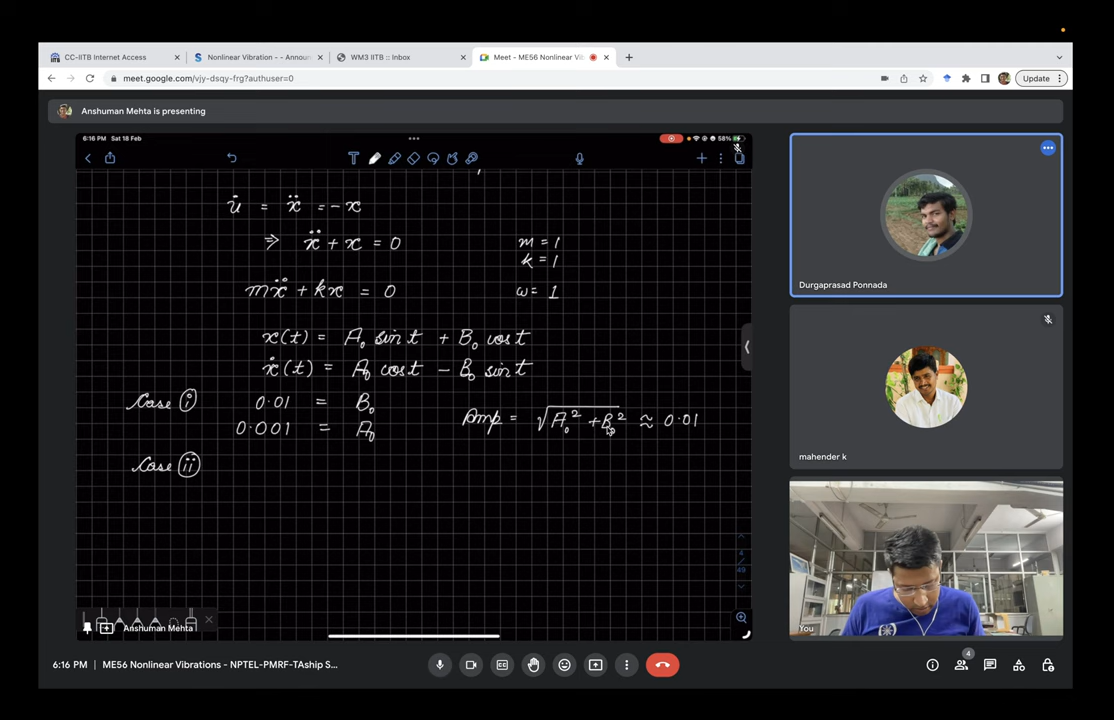 CC-IITB Internet Access
Nonlinear Vibration - - Announ
WM3 IITB :: Inbox
Meet - ME56 Nonlinear Vib
meet.google.com/vjy-dsqy-frg?authuser=0
Update
Anshuman Mehta is presenting
6:16 PM Sat 18 Feb
58%
u̇ = ẍ = - x
⇒ ẍ + x = 0
m = 1
k = 1
mẍ + kx = 0
ω = 1
x(t) = A₀ sin t + B₀ cos t
ẋ(t) = A₀ cos t - B₀ sin t
Case i 0.01 = B₀
0.001 = A₀
Amp = √A₀² + B₀² ≈ 0.01
Case ii
4
49
Anshuman Mehta
Durgaprasad Ponnada
mahender k
You
6:16 PM | ME56 Nonlinear Vibrations - NPTEL-PMRF-TAship S...
4